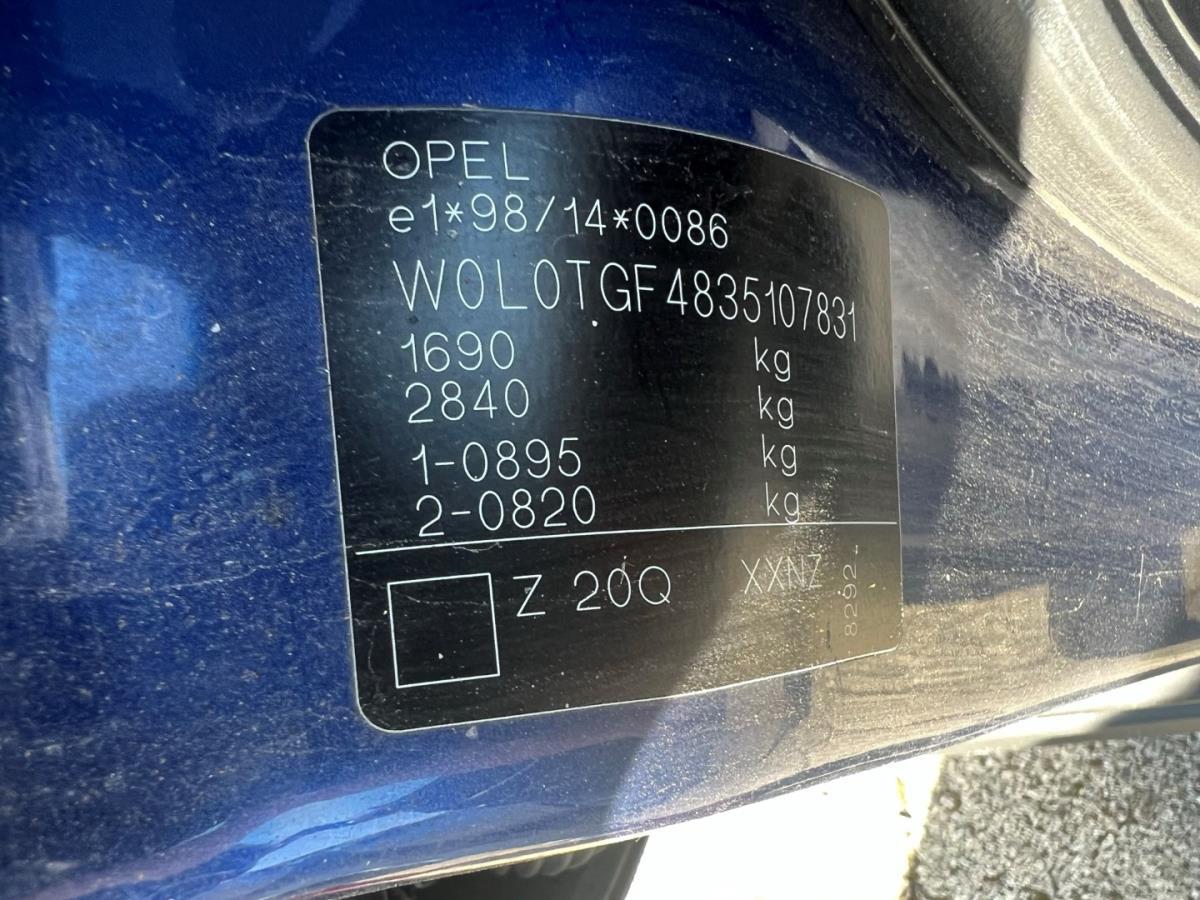 OPEL
e1*98/14*0086
W0L0TGF4835107831
1690 kg
2840 kg
1-0895 kg
2-0820 kg
Z 20Q XXNZ
8292